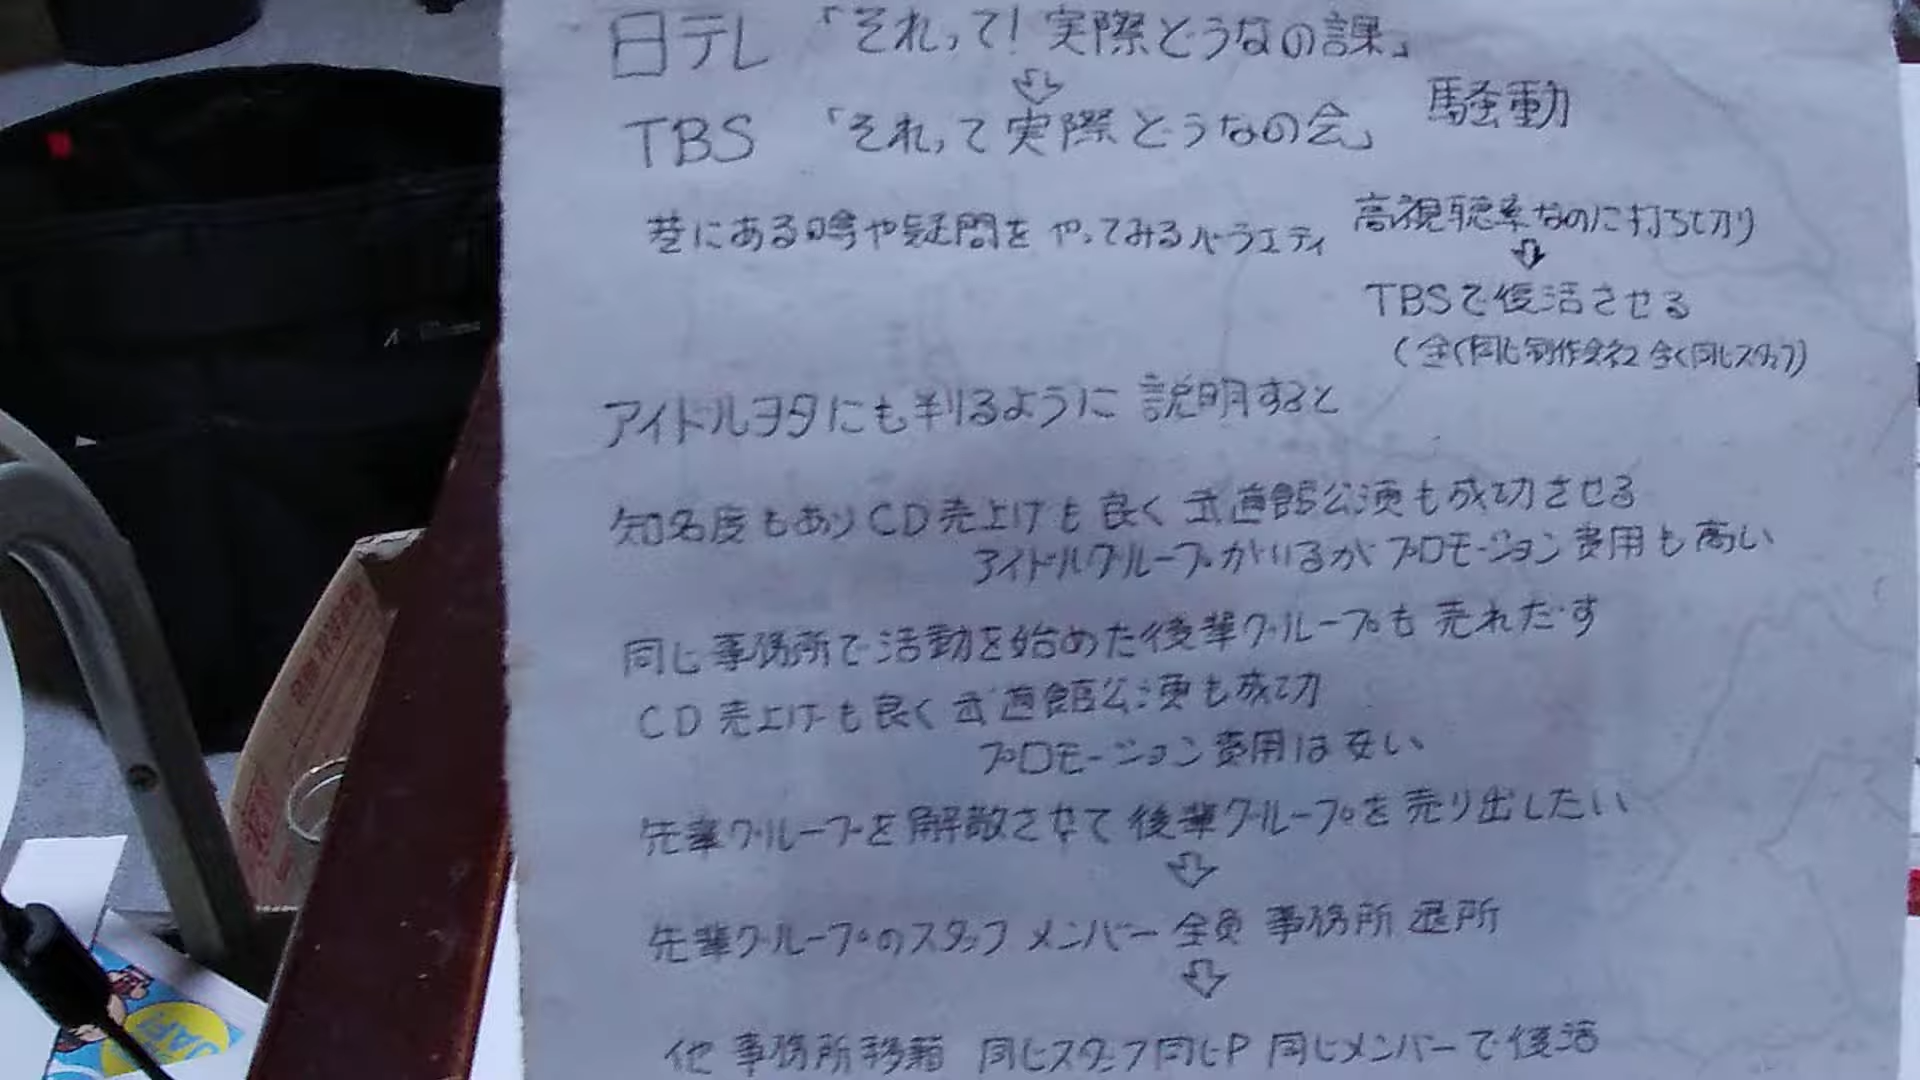 日テレ 「それって!実際どうなの課」
⇩
TBS 「それって実際どうなの会」 騒動
巷にある噂や疑問を やってみるバラエティ
高視聴率なのに打ち切り
⇩
TBSで復活させる
(全く同じ制作会社 全く同じスタッフ)
アイドルヲタにも判るように 説明すると
知名度もあり CD売上げも良く 武道館公演も成功させる
アイドルグループがいるが プロモーション費用も高い
同じ事務所で活動を始めた後輩グループも 売れだす
CD売上げも良く 武道館公演も成功
プロモーション費用は安い
先輩グループを解散させて後輩グループを売り出したい
⇩
先輩グループのスタッフ メンバー 全員 事務所 退所
⇩
他事務所移籍 同じスタッフ同じP 同じメンバーで復活